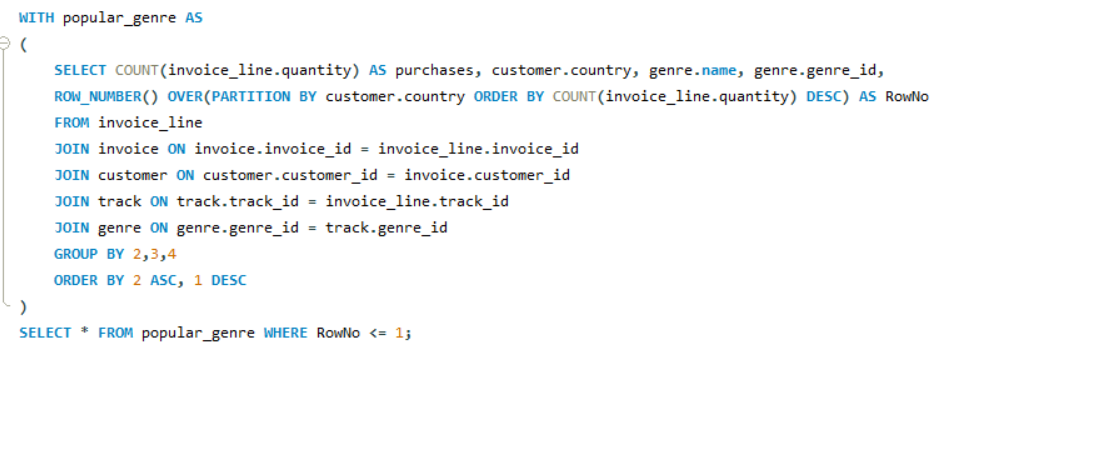 WITH popular_genre AS
(
SELECT COUNT(invoice_line.quantity) AS purchases, customer.country, genre.name, genre.genre_id,
ROW_NUMBER() OVER(PARTITION BY customer.country ORDER BY COUNT(invoice_line.quantity) DESC) AS RowNo
FROM invoice_line
JOIN invoice ON invoice.invoice_id = invoice_line.invoice_id
JOIN customer ON customer.customer_id = invoice.customer_id
JOIN track ON track.track_id = invoice_line.track_id
JOIN genre ON genre.genre_id = track.genre_id
GROUP BY 2,3,4
ORDER BY 2 ASC, 1 DESC
)
SELECT * FROM popular_genre WHERE RowNo <= 1;